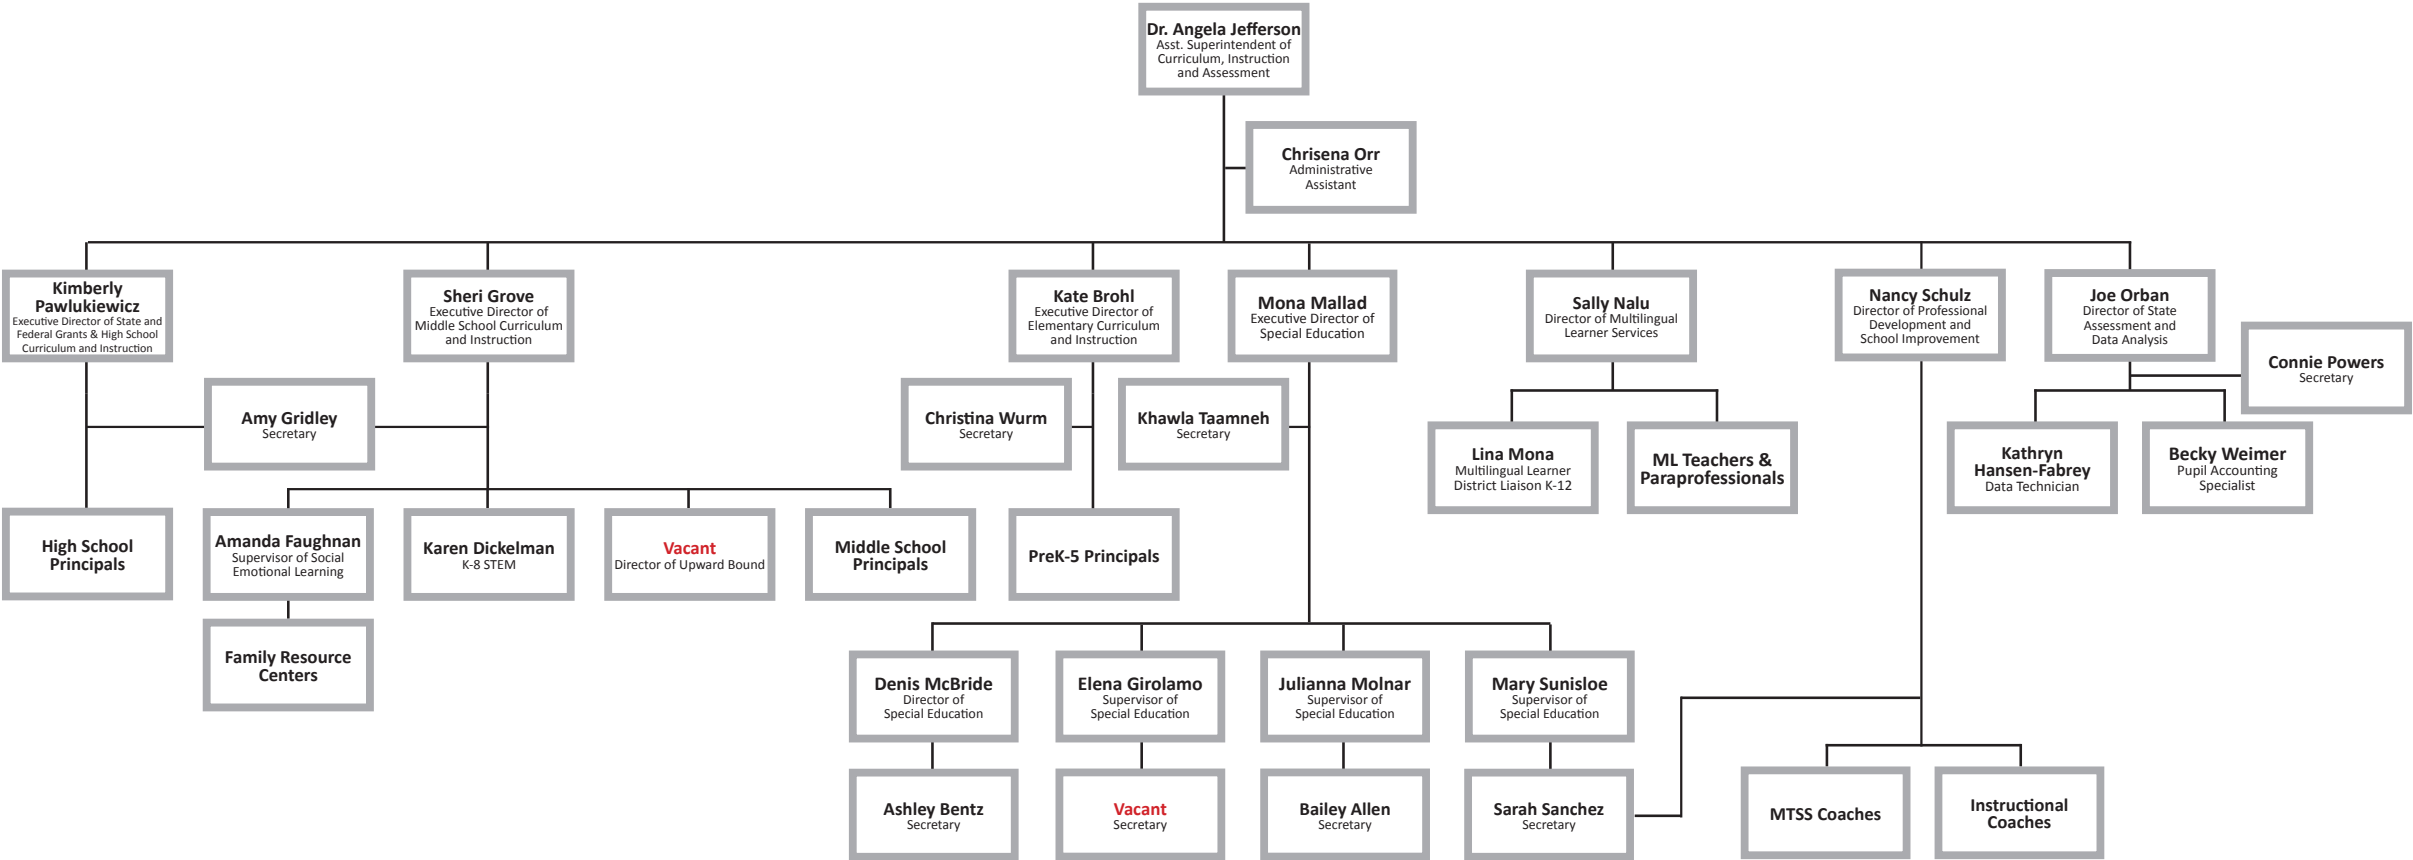 Dr. Angela Jefferson
Asst. Superintendent of
Curriculum, Instruction
and Assessment
Chrisena Orr
Administrative
Assistant
Kimberly
Pawlukiewicz
Executive Director of State and
Federal Grants & High School
Curriculum and Instruction
Sheri Grove
Executive Director of
Middle School Curriculum
and Instruction
Kate Brohl
Executive Director of
Elementary Curriculum
and Instruction
Mona Mallad
Executive Director of
Special Education
Sally Nalu
Director of Multilingual
Learner Services
Nancy Schulz
Director of Professional
Development and
School Improvement
Joe Orban
Director of State
Assessment and
Data Analysis
Connie Powers
Secretary
Amy Gridley
Secretary
Christina Wurm
Secretary
Khawla Taamneh
Secretary
Lina Mona
Multilingual Learner
District Liaison K-12
ML Teachers &
Paraprofessionals
Kathryn
Hansen-Fabrey
Data Technician
Becky Weimer
Pupil Accounting
Specialist
High School
Principals
Amanda Faughnan
Supervisor of Social
Emotional Learning
Karen Dickelman
K-8 STEM
Vacant
Director of Upward Bound
Middle School
Principals
PreK-5 Principals
Family Resource
Centers
Denis McBride
Director of
Special Education
Elena Girolamo
Supervisor of
Special Education
Julianna Molnar
Supervisor of
Special Education
Mary Sunisloe
Supervisor of
Special Education
Ashley Bentz
Secretary
Vacant
Secretary
Bailey Allen
Secretary
Sarah Sanchez
Secretary
MTSS Coaches
Instructional
Coaches